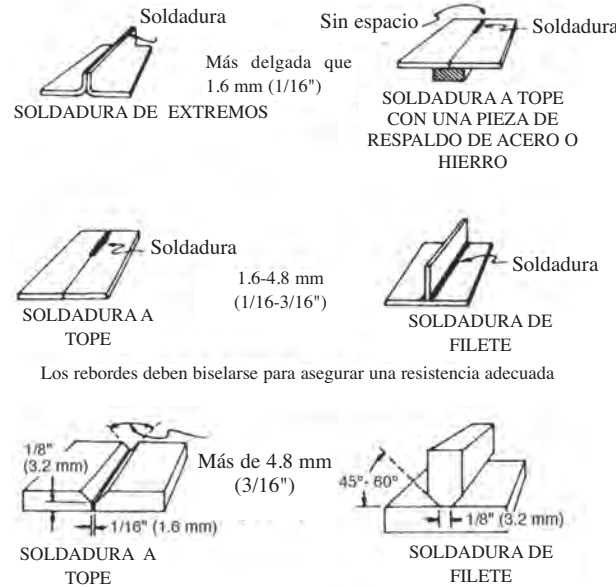 Soldadura
Sin espacio
Soldadura
Más delgada que
1.6 mm (1/16")
SOLDADURA DE EXTREMOS
SOLDADURA A TOPE
CON UNA PIEZA DE
RESPALDO DE ACERO O
HIERRO
Soldadura
1.6-4.8 mm
(1/16-3/16")
Soldadura
SOLDADURA A
TOPE
SOLDADURA DE
FILETE
Los rebordes deben biselarse para asegurar una resistencia adecuada
1/8"
(3.2 mm)
Más de 4.8 mm
(3/16")
45°- 60°
1/16" (1.6 mm)
1/8" (3.2 mm)
SOLDADURA A
TOPE
SOLDADURA DE
FILETE